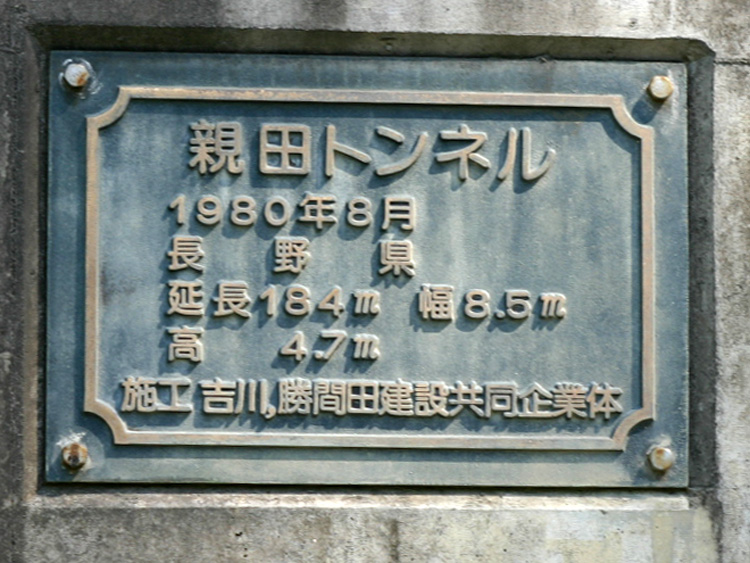 親田トンネル
1980年8月
長野県
延長184m 幅8.5m
高 4.7m
施工 吉川,勝間田建設共同企業体